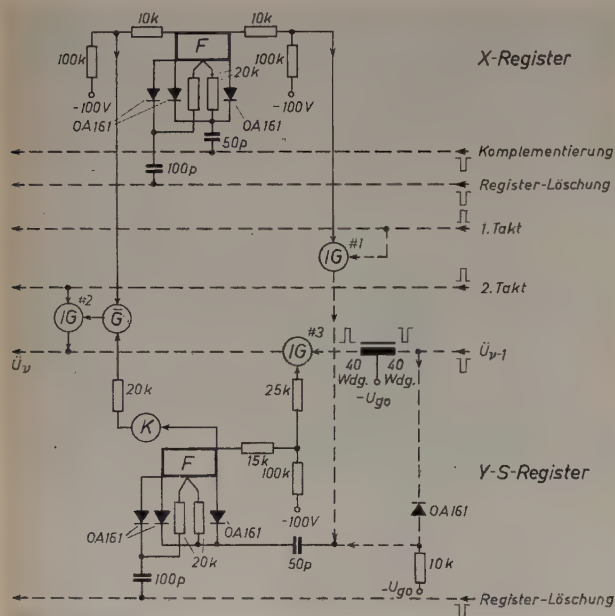 10k
10k
F
X-Register
100k
20k
100k
-100V
-100V
OA161
OA161
50p
Komplementierung
100p
Register-Löschung
1. Takt
IG #1
2. Takt
IG #2
G̅
IG #3
Üν
Üν-1
40 Wdg.
40 Wdg.
-Ug0
20k
25k
K
15k
F
100k
Y-S-Register
-100V
OA161
OA161
OA161
10k
20k
50p
100p
-Ug0
Register-Löschung